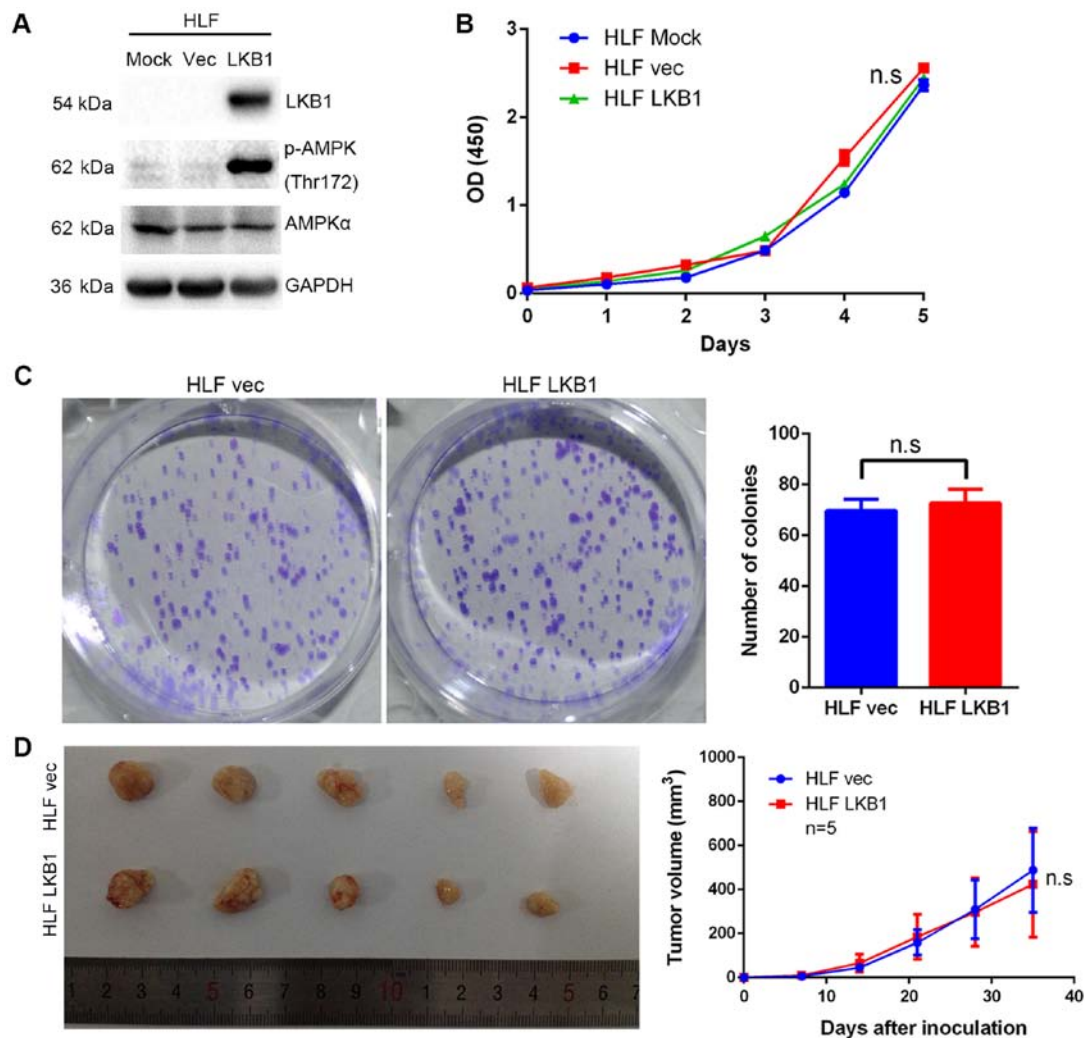 A
HLF
Mock Vec LKB1
54 kDa LKB1
p-AMPK
62 kDa
(Thr172)
62 kDa AMPKα
36 kDa GAPDH
B
HLF Mock
HLF vec
HLF LKB1
n.s
OD (450)
3
2
1
0
0 1 2 3 4 5
Days
C
HLF vec HLF LKB1
n.s
Number of colonies
100
80
60
40
20
0
HLF vec HLF LKB1
D
HLF vec
HLF LKB1
1 2 3 4 5 6 7 8 9 10 1 2 3 4 5 6 7
HLF vec
HLF LKB1
n=5
n.s
Tumor volume (mm³)
1000
800
600
400
200
0
0 10 20 30 40
Days after inoculation